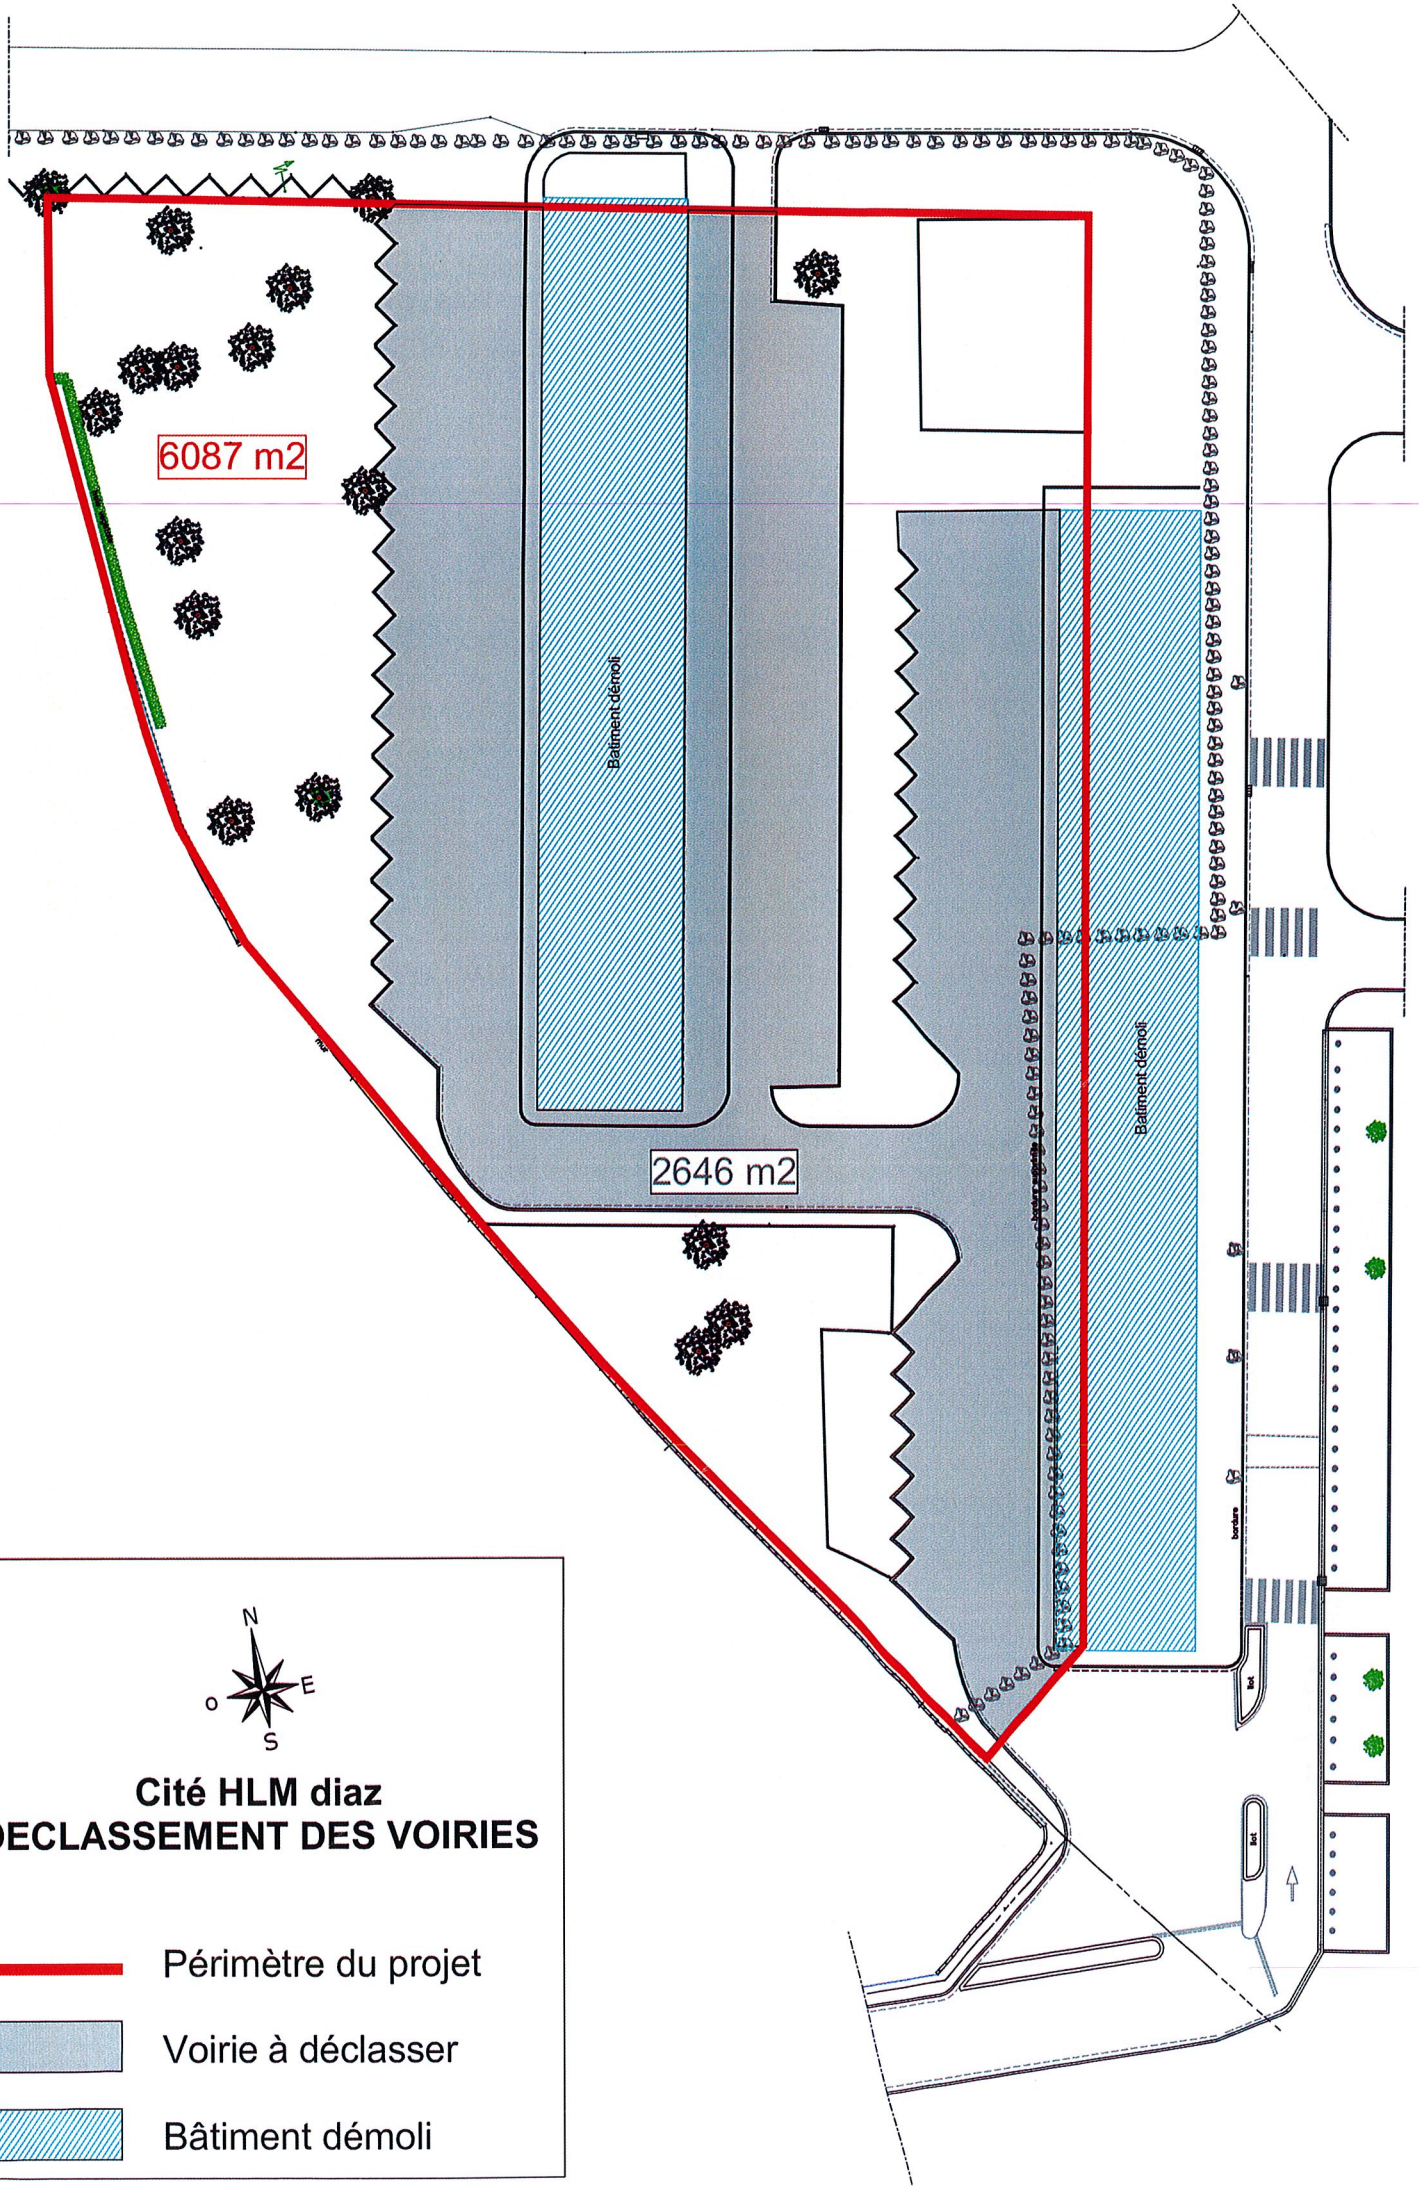 6087 m2
Batiment démoli
mur
Batiment démoli
2646 m2
bordure
N
O
E
S
Cité HLM diaz
DECLASSEMENT DES VOIRIES
Périmètre du projet
Voirie à déclasser
Bâtiment démoli
ilot
ilot